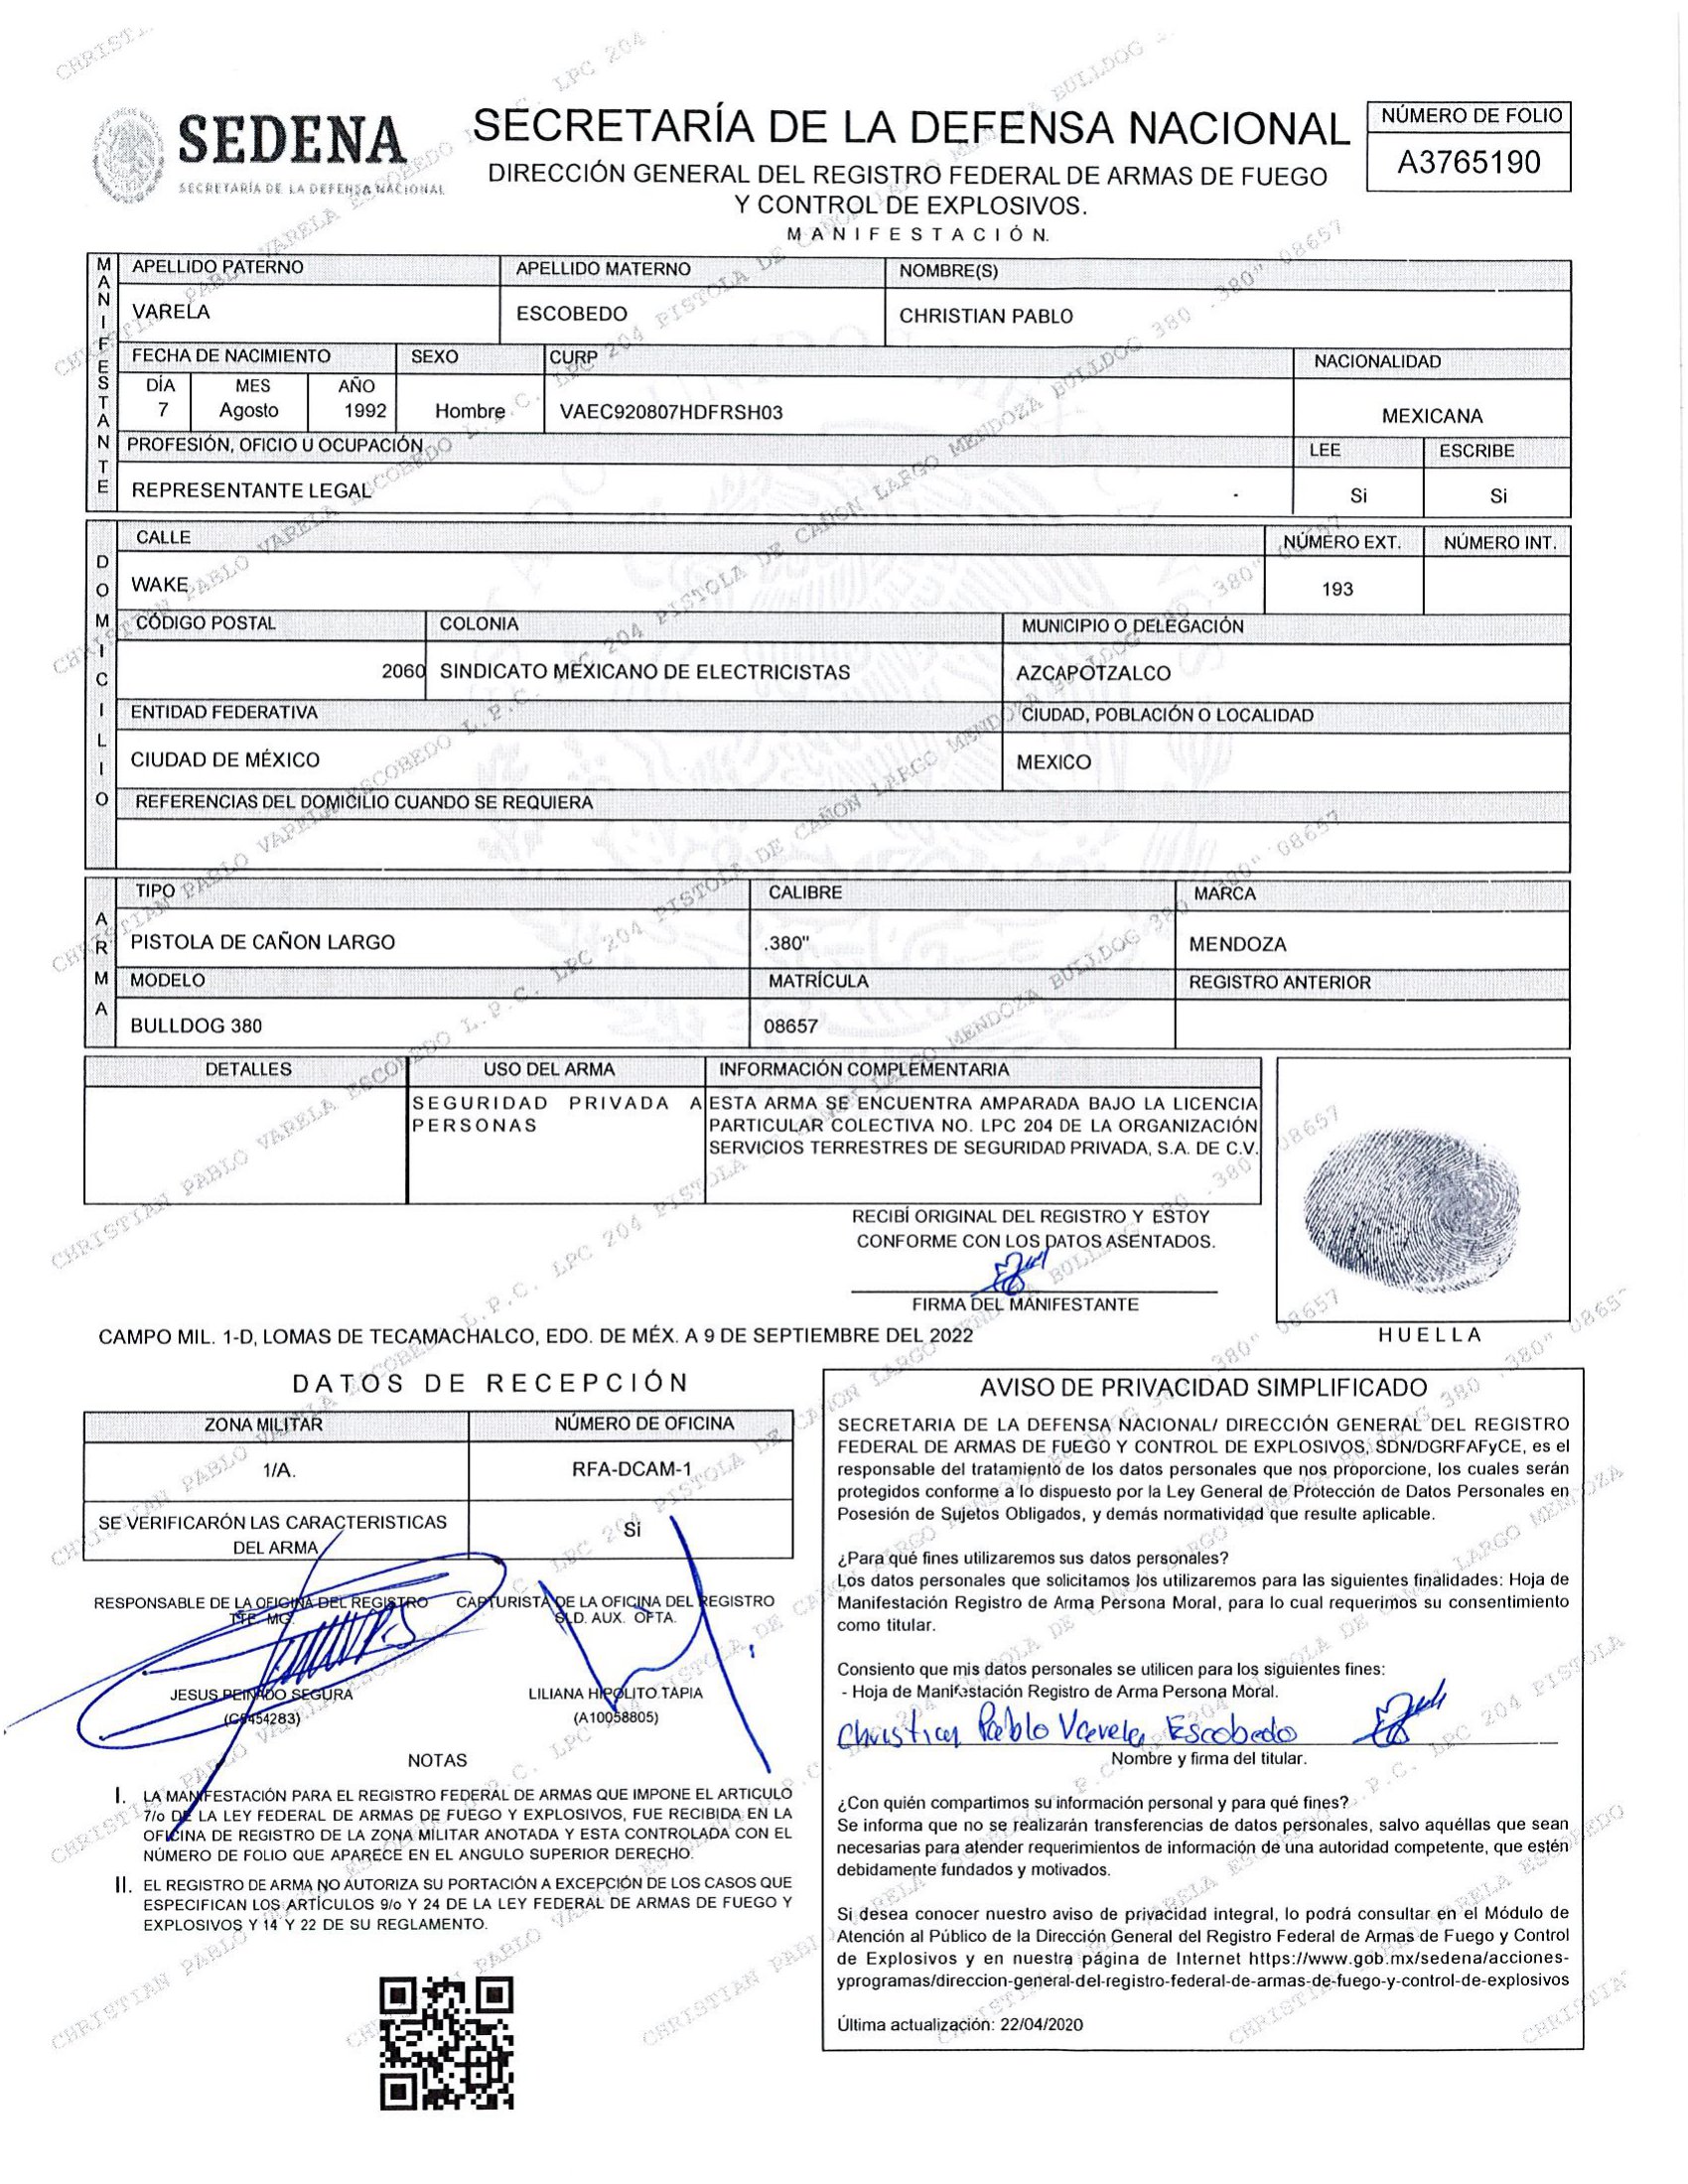 SEDENA
SECRETARÍA DE LA DEFENSA NACIONAL
SECRETARÍA DE LA DEFENSA NACIONAL
DIRECCIÓN GENERAL DEL REGISTRO FEDERAL DE ARMAS DE FUEGO
Y CONTROL DE EXPLOSIVOS.
MANIFESTACIÓN.
NÚMERO DE FOLIO
A3765190
MANIFESTANTE
APELLIDO PATERNO APELLIDO MATERNO NOMBRE(S)
VARELA ESCOBEDO CHRISTIAN PABLO
FECHA DE NACIMIENTO SEXO CURP NACIONALIDAD
DÍA MES AÑO
7 Agosto 1992 Hombre VAEC920807HDFRSH03 MEXICANA
PROFESIÓN, OFICIO U OCUPACIÓN LEE ESCRIBE
REPRESENTANTE LEGAL - Si Si
DOMICILIO
CALLE NÚMERO EXT. NÚMERO INT.
WAKE 193
CÓDIGO POSTAL COLONIA MUNICIPIO O DELEGACIÓN
2060 SINDICATO MEXICANO DE ELECTRICISTAS AZCAPOTZALCO
ENTIDAD FEDERATIVA CIUDAD, POBLACIÓN O LOCALIDAD
CIUDAD DE MÉXICO MEXICO
REFERENCIAS DEL DOMICILIO CUANDO SE REQUIERA
ARMA
TIPO CALIBRE MARCA
PISTOLA DE CAÑON LARGO .380" MENDOZA
MODELO MATRÍCULA REGISTRO ANTERIOR
BULLDOG 380 08657
DETALLES USO DEL ARMA INFORMACIÓN COMPLEMENTARIA
SEGURIDAD PRIVADA A ESTA ARMA SE ENCUENTRA AMPARADA BAJO LA LICENCIA
PERSONAS PARTICULAR COLECTIVA NO. LPC 204 DE LA ORGANIZACIÓN
SERVICIOS TERRESTRES DE SEGURIDAD PRIVADA, S.A. DE C.V.
RECIBÍ ORIGINAL DEL REGISTRO Y ESTOY
CONFORME CON LOS DATOS ASENTADOS.
FIRMA DEL MANIFESTANTE
HUELLA
CAMPO MIL. 1-D, LOMAS DE TECAMACHALCO, EDO. DE MÉX. A 9 DE SEPTIEMBRE DEL 2022
DATOS DE RECEPCIÓN
ZONA MILITAR NÚMERO DE OFICINA
1/A. RFA-DCAM-1
SE VERIFICARÓN LAS CARACTERISTICAS Si
DEL ARMA
RESPONSABLE DE LA OFICINA DEL REGISTRO CAPTURISTA DE LA OFICINA DEL REGISTRO
TTE. MG. SLD. AUX. OFTA.
JESUS PEINADO SEGURA LILIANA HIPOLITO TAPIA
(C9454283) (A10058805)
NOTAS
I. LA MANIFESTACIÓN PARA EL REGISTRO FEDERAL DE ARMAS QUE IMPONE EL ARTICULO
7/o DE LA LEY FEDERAL DE ARMAS DE FUEGO Y EXPLOSIVOS, FUE RECIBIDA EN LA
OFICINA DE REGISTRO DE LA ZONA MILITAR ANOTADA Y ESTA CONTROLADA CON EL
NÚMERO DE FOLIO QUE APARECE EN EL ANGULO SUPERIOR DERECHO.
II. EL REGISTRO DE ARMA NO AUTORIZA SU PORTACIÓN A EXCEPCIÓN DE LOS CASOS QUE
ESPECIFICAN LOS ARTÍCULOS 9/o Y 24 DE LA LEY FEDERAL DE ARMAS DE FUEGO Y
EXPLOSIVOS Y 14 Y 22 DE SU REGLAMENTO.
AVISO DE PRIVACIDAD SIMPLIFICADO
SECRETARIA DE LA DEFENSA NACIONAL/ DIRECCIÓN GENERAL DEL REGISTRO
FEDERAL DE ARMAS DE FUEGO Y CONTROL DE EXPLOSIVOS, SDN/DGRFAFyCE, es el
responsable del tratamiento de los datos personales que nos proporcione, los cuales serán
protegidos conforme a lo dispuesto por la Ley General de Protección de Datos Personales en
Posesión de Sujetos Obligados, y demás normatividad que resulte aplicable.
¿Para qué fines utilizaremos sus datos personales?
Los datos personales que solicitamos los utilizaremos para las siguientes finalidades: Hoja de
Manifestación Registro de Arma Persona Moral, para lo cual requerimos su consentimiento
como titular.
Consiento que mis datos personales se utilicen para los siguientes fines:
- Hoja de Manifestación Registro de Arma Persona Moral.
Christian Pablo Varela Escobedo
Nombre y firma del titular.
¿Con quién compartimos su información personal y para qué fines?
Se informa que no se realizarán transferencias de datos personales, salvo aquéllas que sean
necesarias para atender requerimientos de información de una autoridad competente, que estén
debidamente fundados y motivados.
Si desea conocer nuestro aviso de privacidad integral, lo podrá consultar en el Módulo de
Atención al Público de la Dirección General del Registro Federal de Armas de Fuego y Control
de Explosivos y en nuestra página de Internet https://www.gob.mx/sedena/acciones-
yprogramas/direccion-general-del-registro-federal-de-armas-de-fuego-y-control-de-explosivos
Última actualización: 22/04/2020